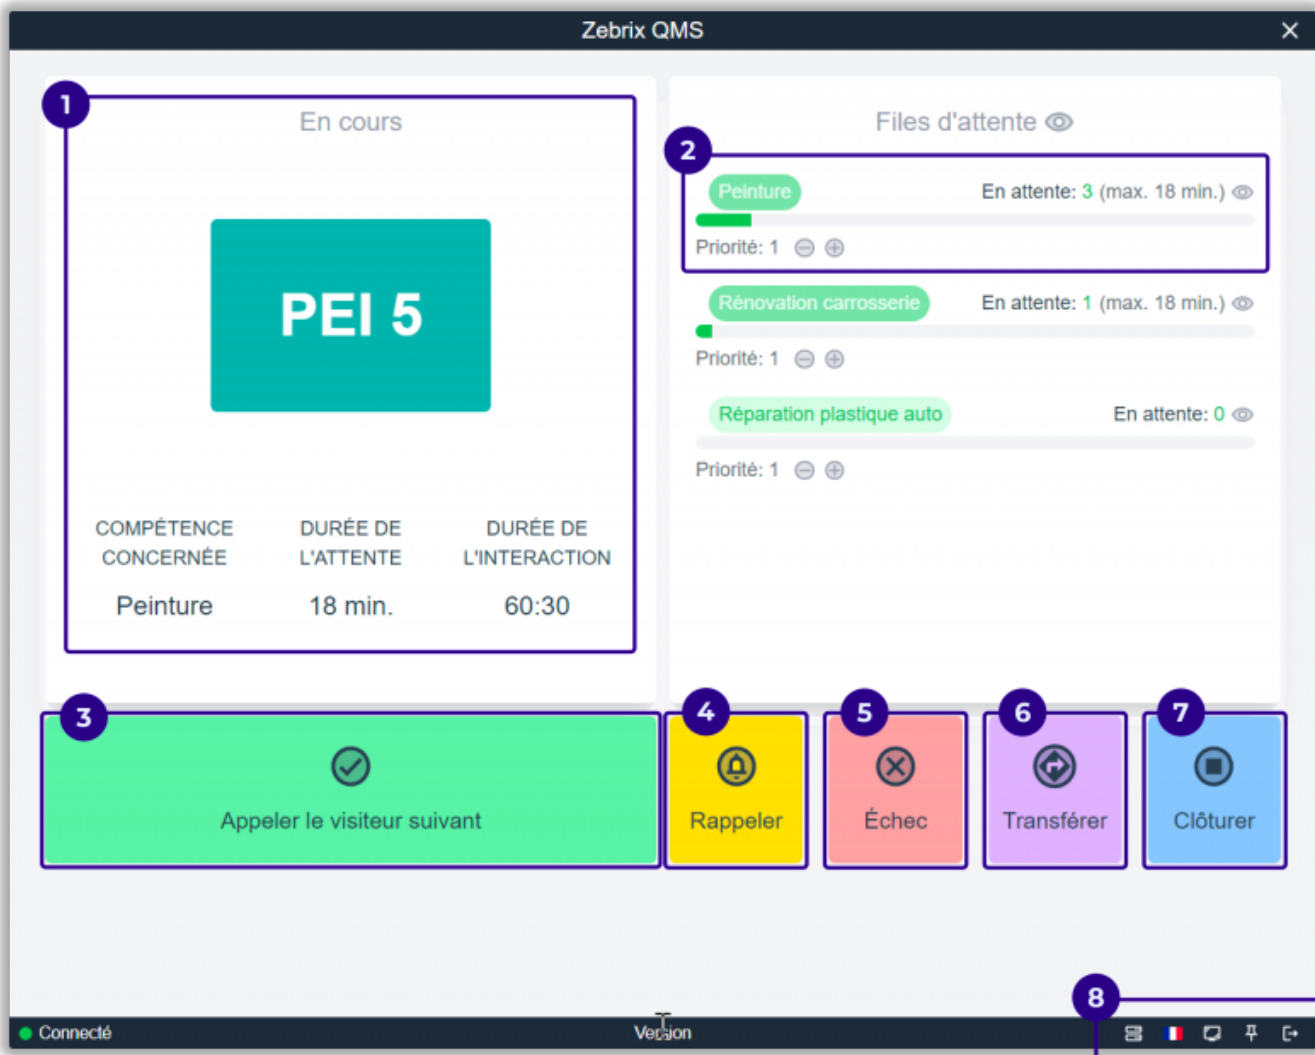 Zebrix QMS
1
En cours
PEI 5
COMPÉTENCE CONCERNÉE
DURÉE DE L'ATTENTE
DURÉE DE L'INTERACTION
Peinture
18 min.
60:30
Files d'attente
2
Peinture
En attente: 3 (max. 18 min.)
Priorité: 1
Rénovation carrosserie
En attente: 1 (max. 18 min.)
Priorité: 1
Réparation plastique auto
En attente: 0
Priorité: 1
3
Appeler le visiteur suivant
4
Rappeler
5
Échec
6
Transférer
7
Clôturer
8
Connecté
Version